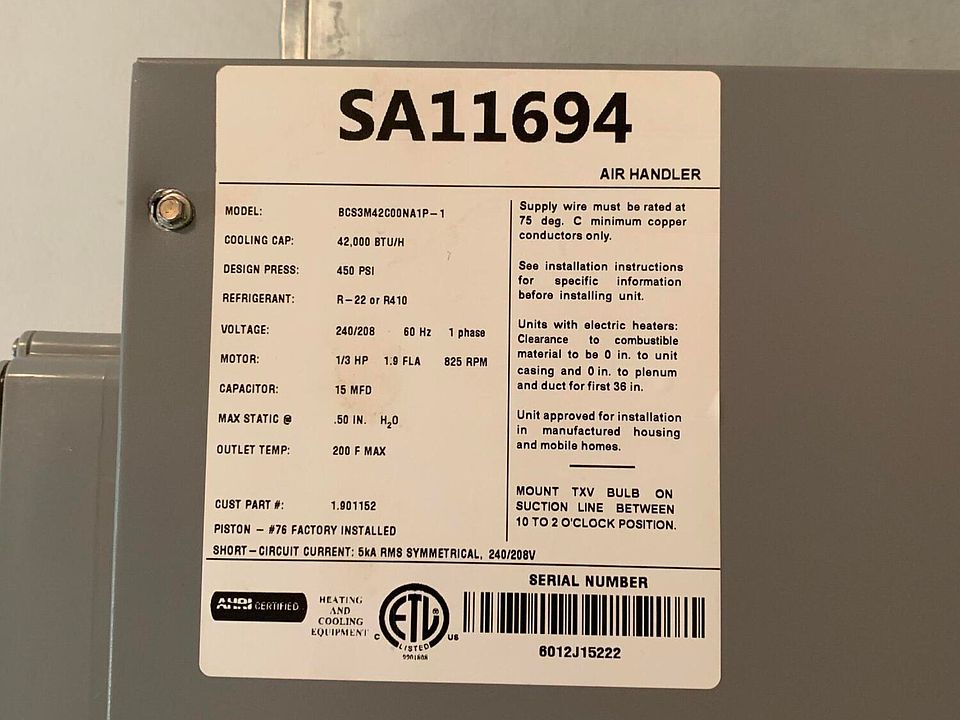 SA11694
AIR HANDLER
MODEL: BCS3M42C00NA1P-1
COOLING CAP: 42,000 BTU/H
DESIGN PRESS: 450 PSI
REFRIGERANT: R-22 or R410
VOLTAGE: 240/208 60 Hz 1 phase
MOTOR: 1/3 HP 1.9 FLA 825 RPM
CAPACITOR: 15 MFD
MAX STATIC @ .50 IN. H₂O
OUTLET TEMP: 200 F MAX
CUST PART #: 1.901152
PISTON - #76 FACTORY INSTALLED
SHORT-CIRCUIT CURRENT: 5kA RMS SYMMETRICAL, 240/208V
Supply wire must be rated at
75 deg. C minimum copper
conductors only.
See installation instructions
for specific information
before installing unit.
Units with electric heaters:
Clearance to combustible
material to be 0 in. to unit
casing and 0 in. to plenum
and duct for first 36 in.
Unit approved for installation
in manufactured housing
and mobile homes.
MOUNT TXV BULB ON
SUCTION LINE BETWEEN
10 TO 2 O'CLOCK POSITION.
AHRI CERTIFIED
HEATING
AND
COOLING
EQUIPMENT
C ETL ® US
LISTED
9901808
SERIAL NUMBER
6012J15222